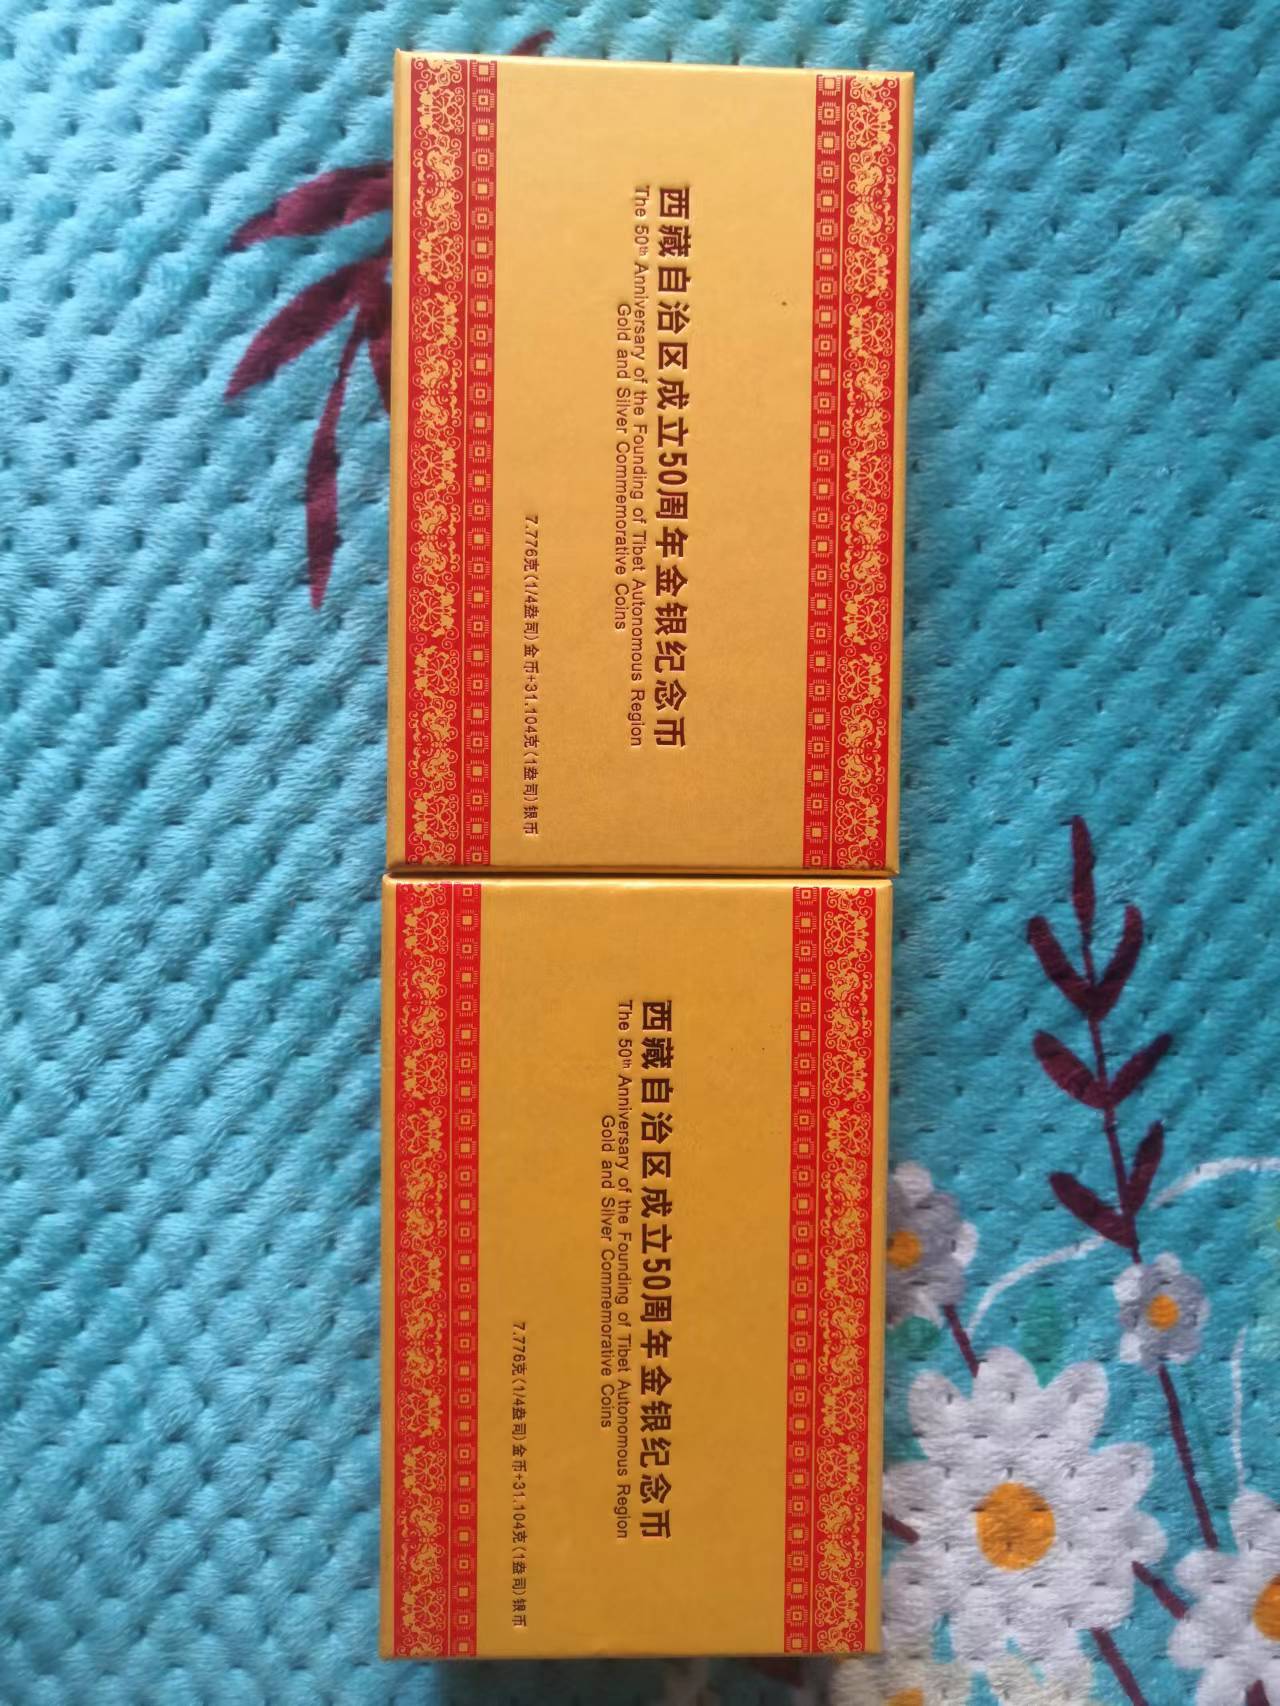 西藏自治区成立50周年金银纪念币
The 50th Anniversary of the Founding of Tibet Autonomous Region
Gold and Silver Commemorative Coins
7.776克(1/4盎司)金币+31.104克(1盎司)银币
西藏自治区成立50周年金银纪念币
The 50th Anniversary of the Founding of Tibet Autonomous Region
Gold and Silver Commemorative Coins
7.776克(1/4盎司)金币+31.104克(1盎司)银币